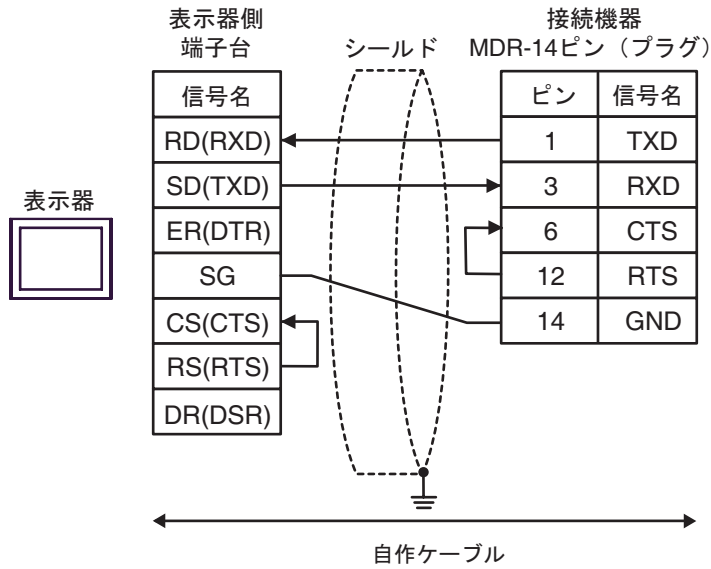 表示器側
端子台
シールド
接続機器
MDR-14ピン（プラグ）
信号名
ピン 信号名
RD(RXD)
1 TXD
SD(TXD)
3 RXD
表示器
ER(DTR)
6 CTS
SG
12 RTS
CS(CTS)
14 GND
RS(RTS)
DR(DSR)
自作ケーブル